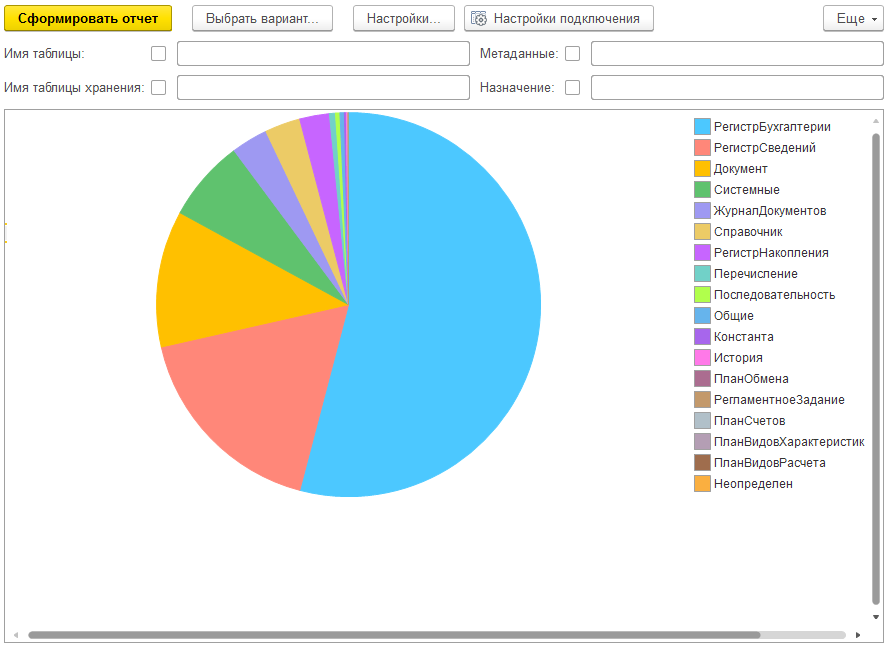 Сформировать отчет
Выбрать вариант...
Настройки...
Настройки подключения
Еще
Имя таблицы:
Метаданные:
Имя таблицы хранения:
Назначение:
РегистрБухгалтерии
РегистрСведений
Документ
Системные
ЖурналДокументов
Справочник
РегистрНакопления
Перечисление
Последовательность
Общие
Константа
История
ПланОбмена
РегламентноеЗадание
ПланСчетов
ПланВидовХарактеристик
ПланВидовРасчета
Неопределен